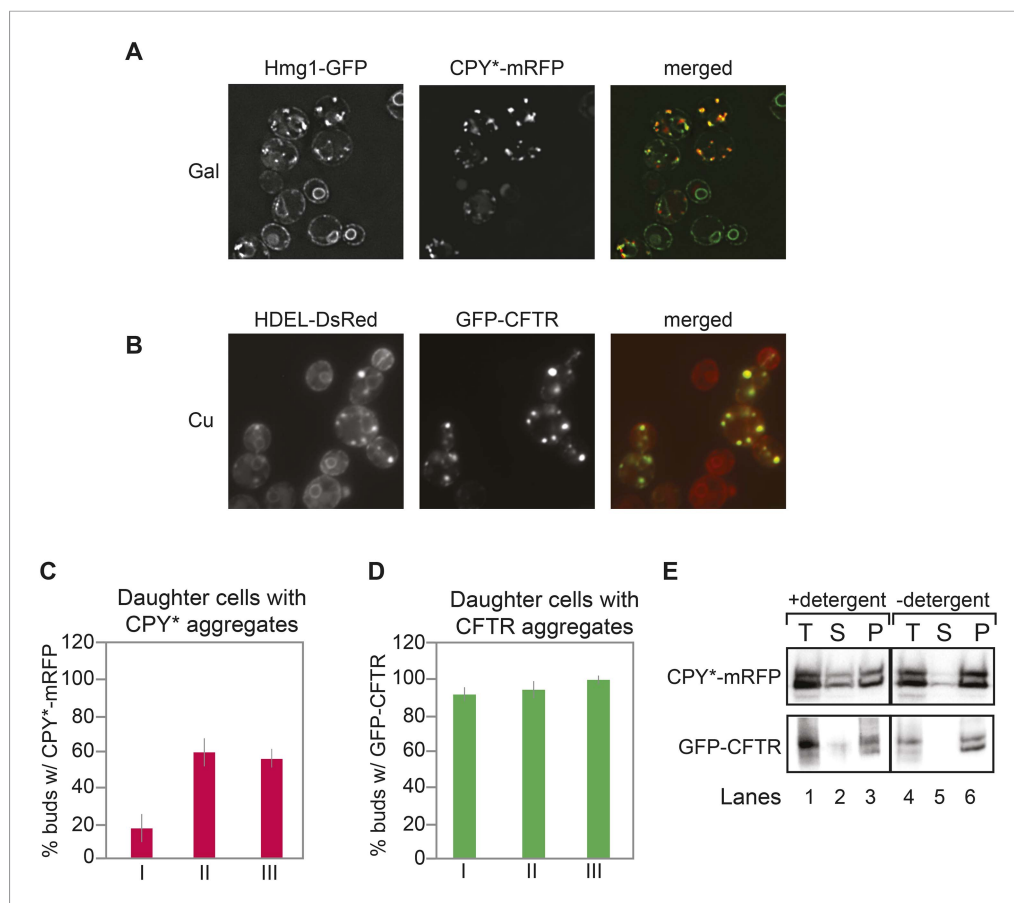 A
Hmg1-GFP CPY*-mRFP merged
Gal
HDEL-DsRed GFP-CFTR merged
B
Cu
C
Daughter cells with
CPY* aggregates
% buds w/ CPY*-mRFP
120
100
80
60
40
20
0
I II III
D
Daughter cells with
CFTR aggregates
% buds w/ GFP-CFTR
120
100
80
60
40
20
0
I II III
E
+detergent -detergent
T S P T S P
CPY*-mRFP
GFP-CFTR
Lanes 1 2 3 4 5 6